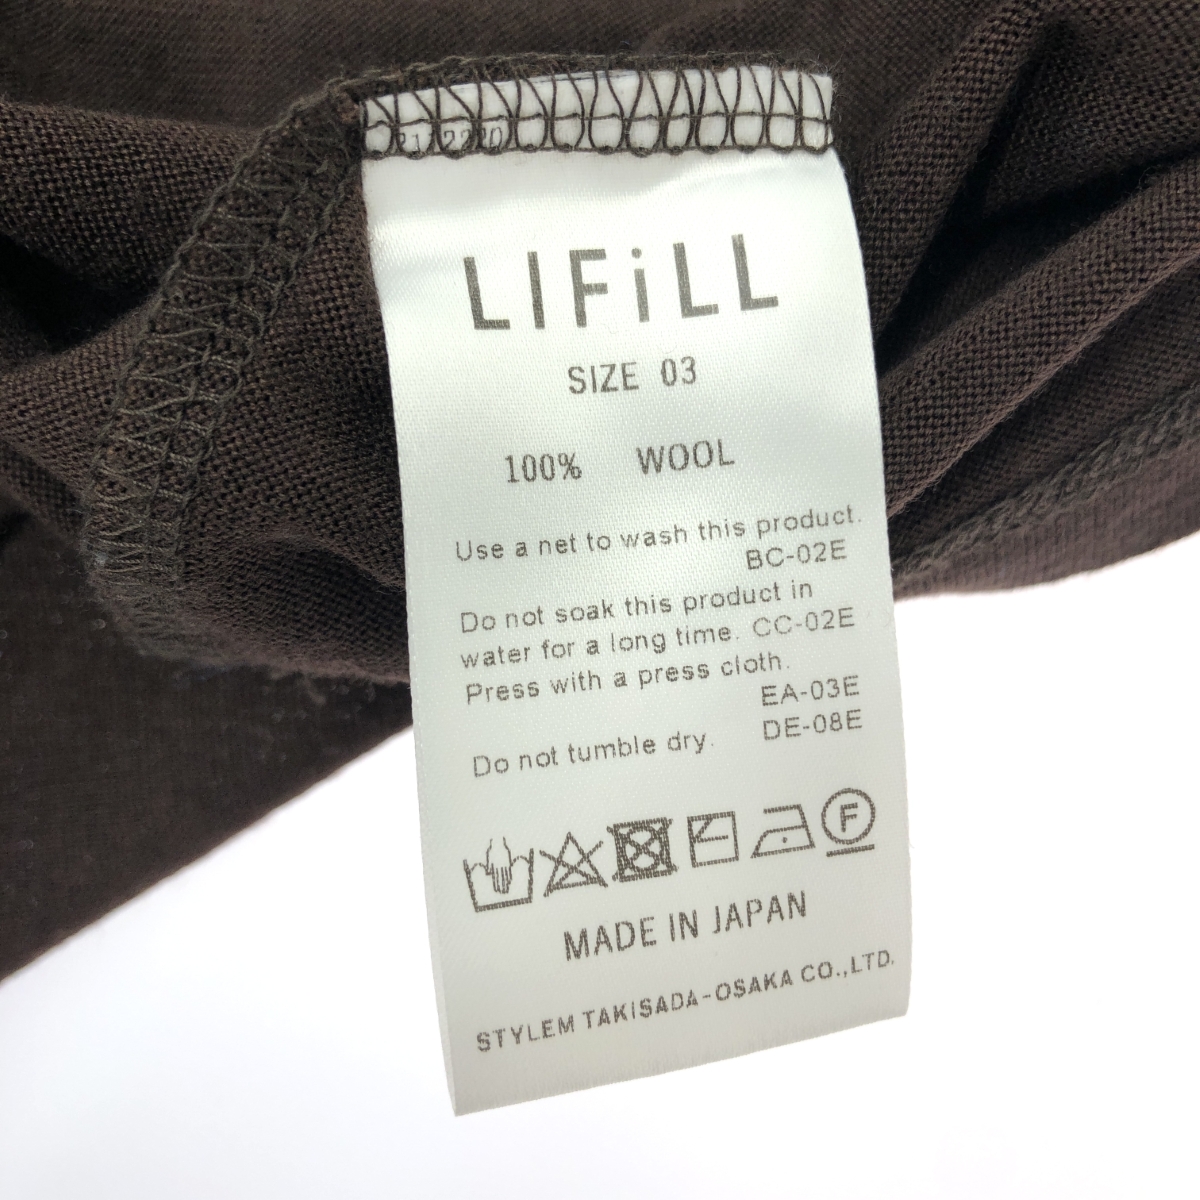 LIFiLL
SIZE 03
100% WOOL
Use a net to wash this product.
BC-02E
Do not soak this product in
water for a long time. CC-02E
Press with a press cloth.
EA-03E
Do not tumble dry. DE-08E
F
MADE IN JAPAN
STYLEM TAKISADA-OSAKA CO.,LTD.